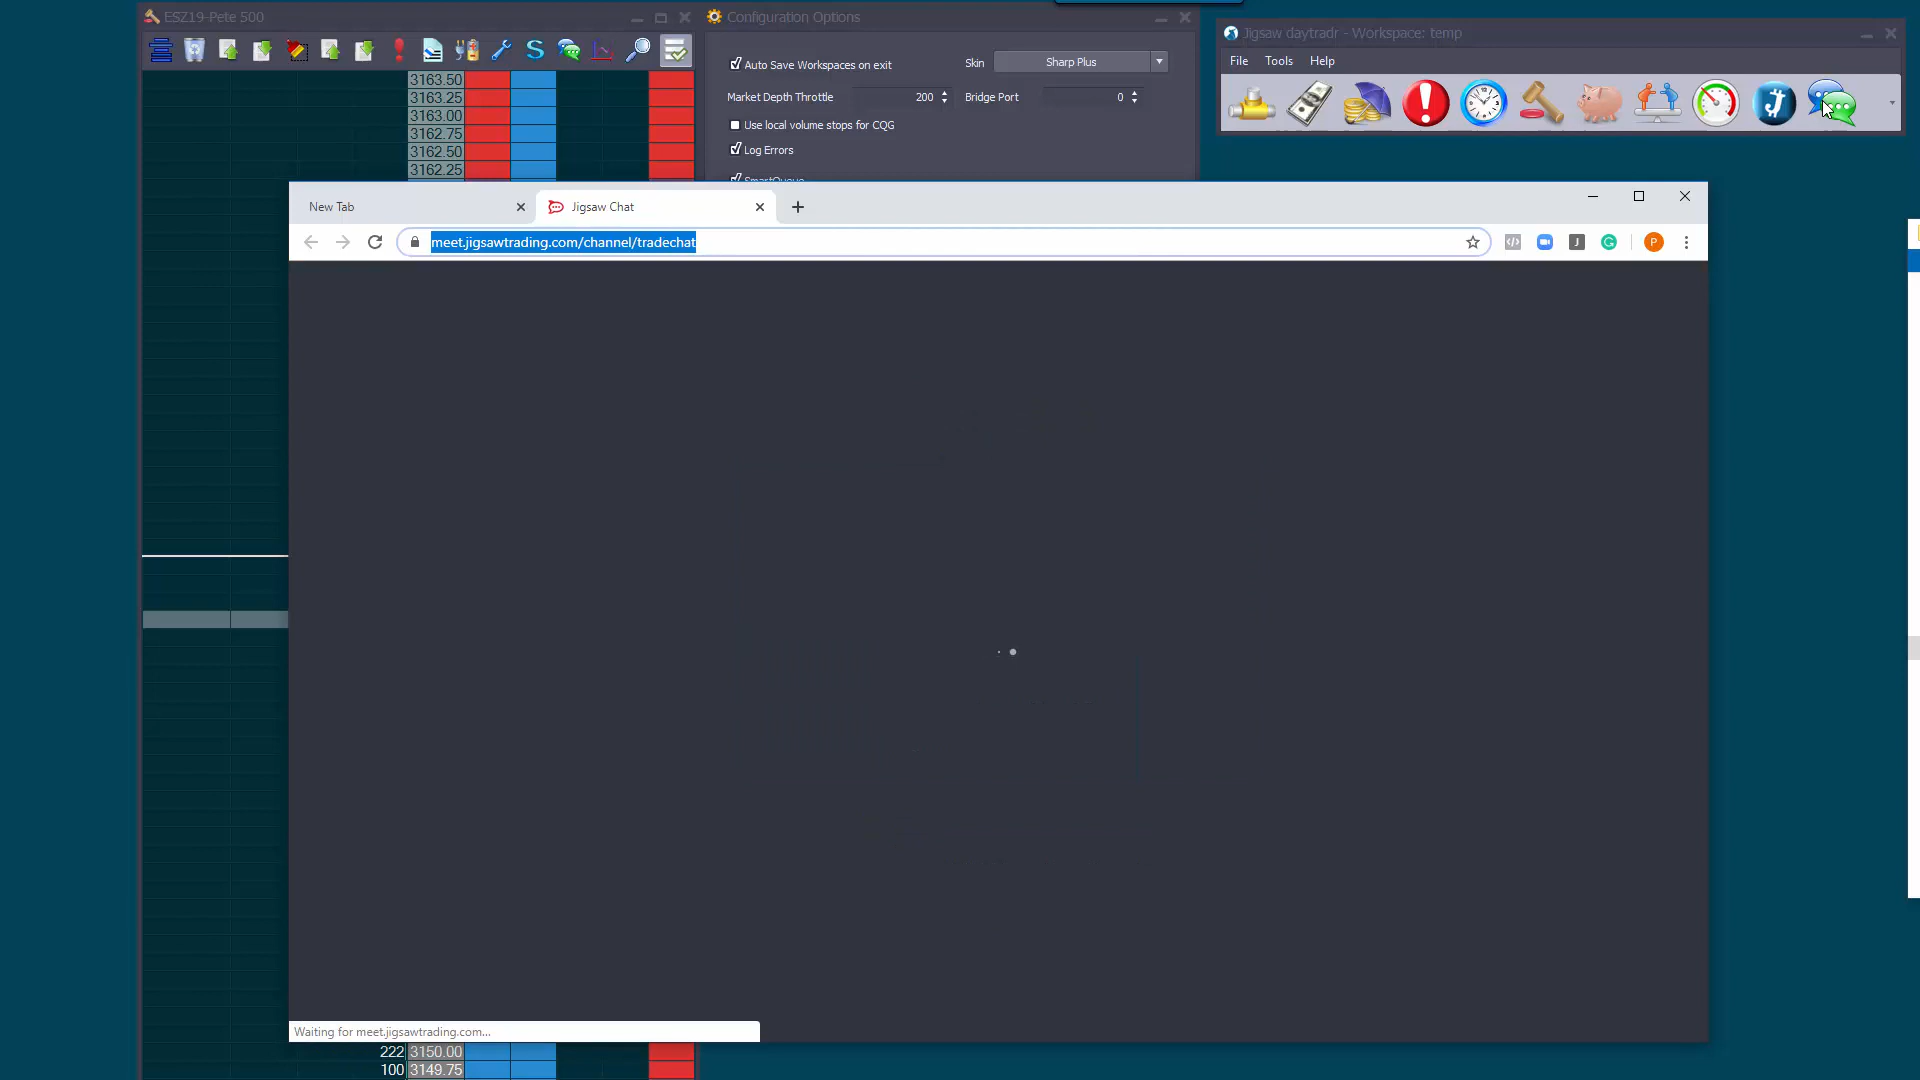 ESZ19-Pete 500
Configuration Options
Jigsaw daytradr - Workspace: temp
File Tools Help
Auto Save Workspaces on exit
Skin Sharp Plus
Market Depth Throttle 200
Bridge Port 0
Use local volume stops for CQG
Log Errors
SmartQueue
3163.50
3163.25
3163.00
3162.75
3162.50
3162.25
New Tab
Jigsaw Chat
meet.jigsawtrading.com/channel/tradechat
P
Waiting for meet.jigsawtrading.com...
222 3150.00
100 3149.75